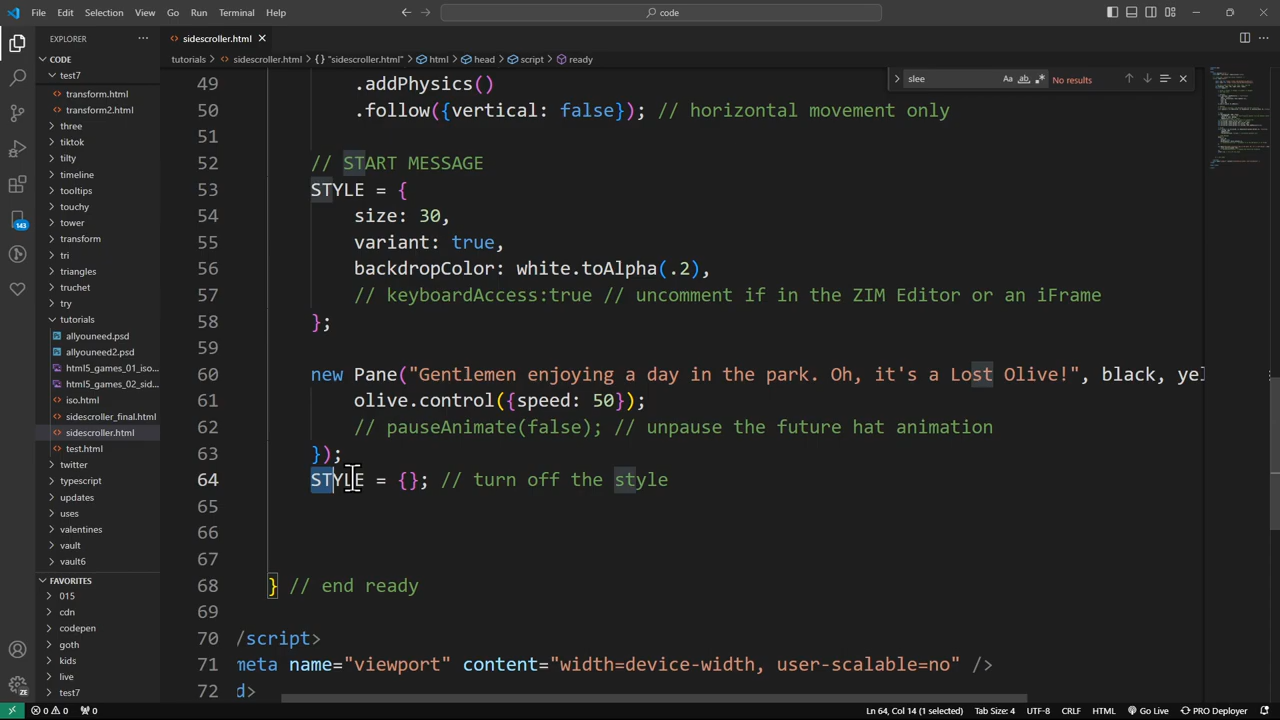 File Edit Selection View Go Run Terminal Help
code
EXPLORER
sidescroller.html
tutorials > sidescroller.html > "sidescroller.html" > html > head > script > ready
slee
Aa ab
No results
CODE
test7
transform.html
transform2.html
three
tiktok
tilty
timeline
tooltips
touchy
tower
transform
tri
triangles
truchet
try
tutorials
allyouneed.psd
allyouneed2.psd
html5_games_01_iso...
html5_games_02_sid...
iso.html
sidescroller_final.html
sidescroller.html
test.html
twitter
typescript
updates
uses
valentines
vault
vault6
FAVORITES
015
cdn
codepen
goth
kids
live
test7
143
49 .addPhysics()
50 .follow({vertical: false}); // horizontal movement only
51
52 // START MESSAGE
53 STYLE = {
54 size: 30,
55 variant: true,
56 backdropColor: white.toAlpha(.2),
57 // keyboardAccess:true // uncomment if in the ZIM Editor or an iFrame
58 };
59
60 new Pane("Gentlemen enjoying a day in the park. Oh, it's a Lost Olive!", black, yel
61 olive.control({speed: 50});
62 // pauseAnimate(false); // unpause the future hat animation
63 });
64 STYLE = {}; // turn off the style
65
66
67
68 } // end ready
69
70 /script>
71 meta name="viewport" content="width=device-width, user-scalable=no" />
72 d>
ZE
0 0 0 Ln 64, Col 14 (1 selected) Tab Size: 4 UTF-8 CRLF HTML Go Live PRO Deployer